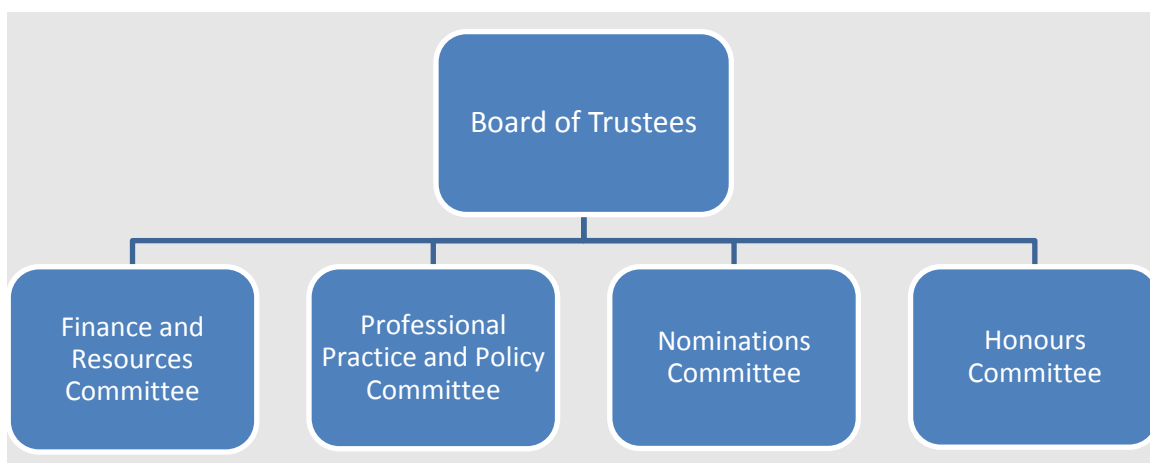 Board of Trustees
Finance and
Resources
Committee
Professional
Practice and Policy
Committee
Nominations
Committee
Honours
Committee